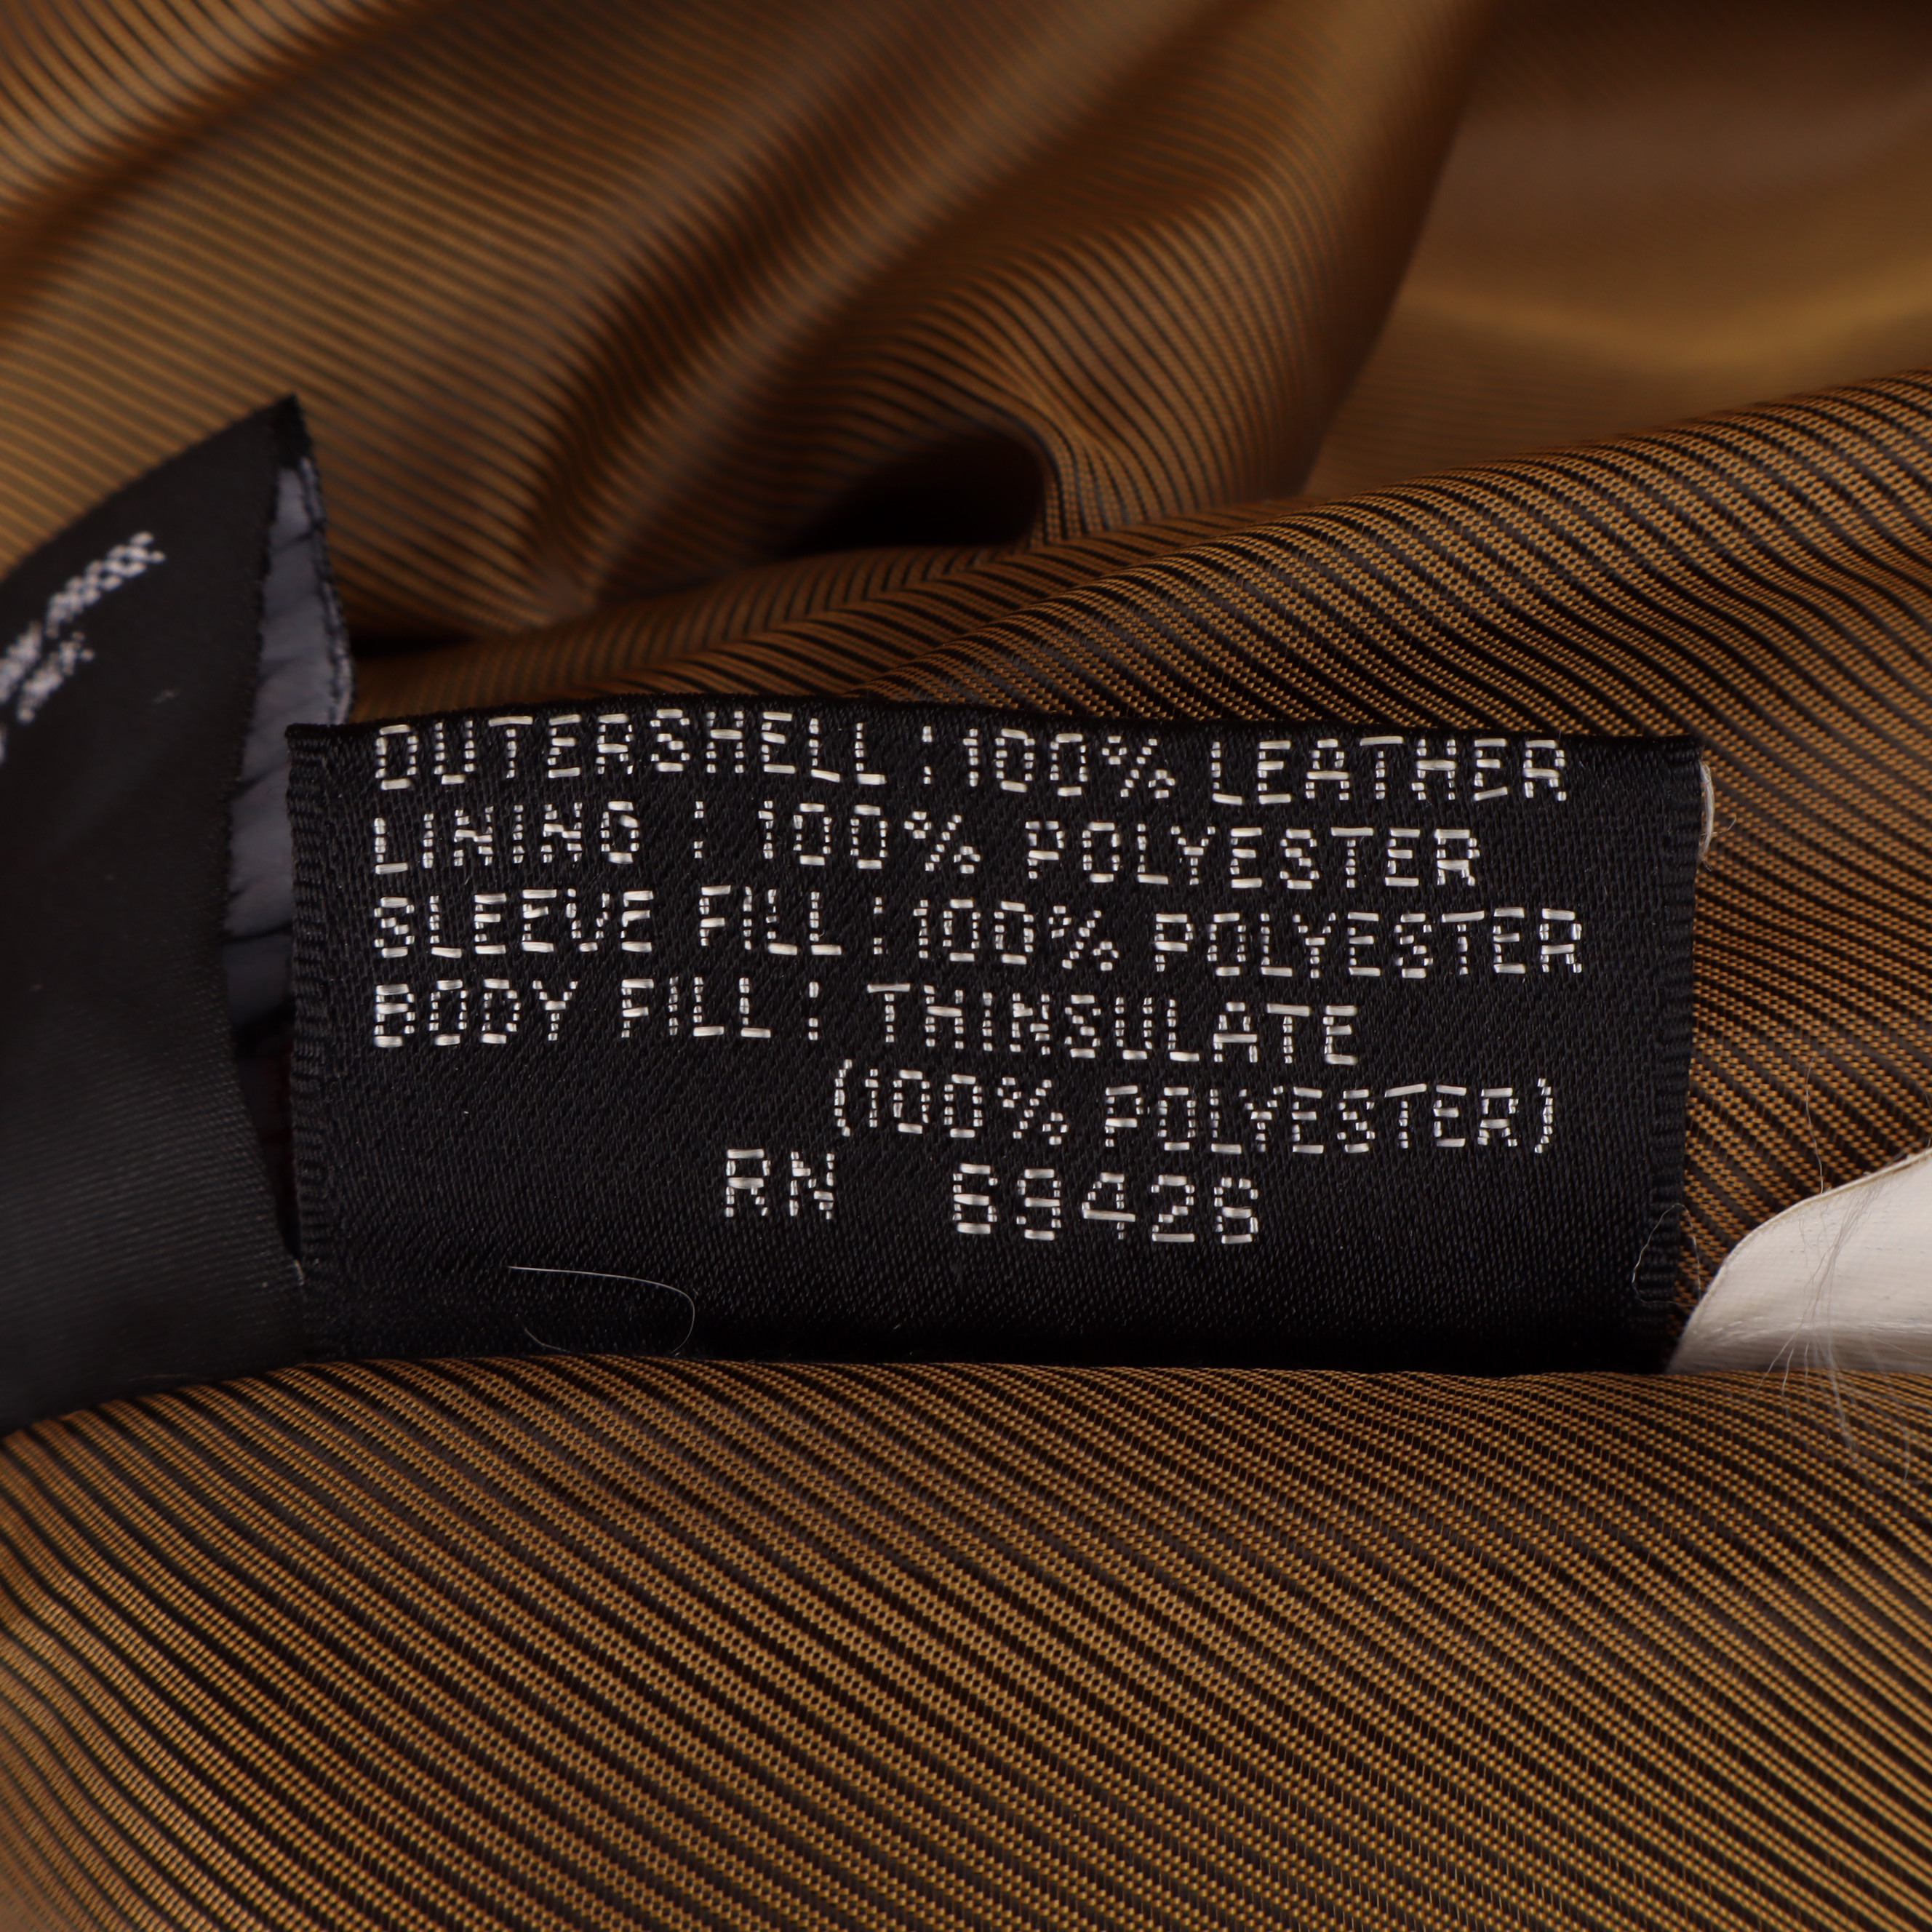 OUTERSHELL :100% LEATHER
LINING : 100% POLYESTER
SLEEVE FILL :100% POLYESTER
BODY FILL : THINSULATE
(100% POLYESTER)
RN 69426